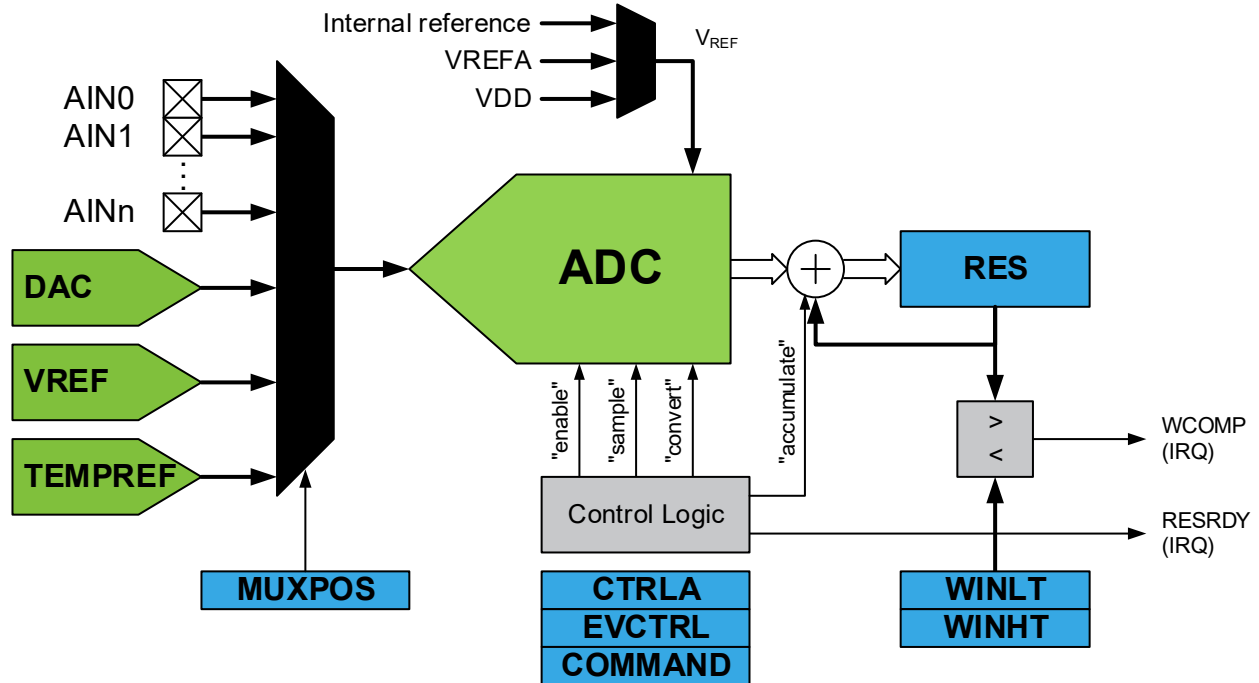 Internal reference
VREFA
VDD
VREF
AIN0
AIN1
AINn
DAC
VREF
TEMPREF
MUXPOS
ADC
"enable"
"sample"
"convert"
"accumulate"
Control Logic
CTRLA
EVCTRL
COMMAND
+
RES
>
<
WCOMP
(IRQ)
RESRDY
(IRQ)
WINLT
WINHT